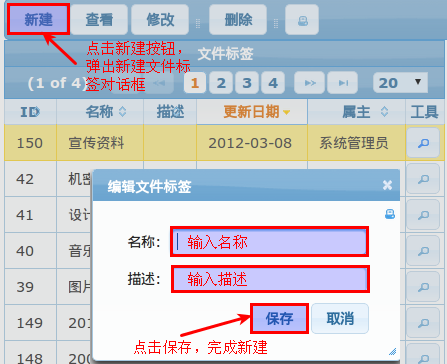 新建 查看 修改 删除
点击新建按钮，
弹出新建文件标
签对话框
文件标签
(1 of 4) 1 2 3 4 20
ID 名称 描述 更新日期 属主 工具
150 宣传资料 2012-03-08 系统管理员
42 机密
41 设计
40 音乐
39 图片
149 201
148 200
编辑文件标签
名称： 输入名称
描述： 输入描述
保存 取消
点击保存，完成新建